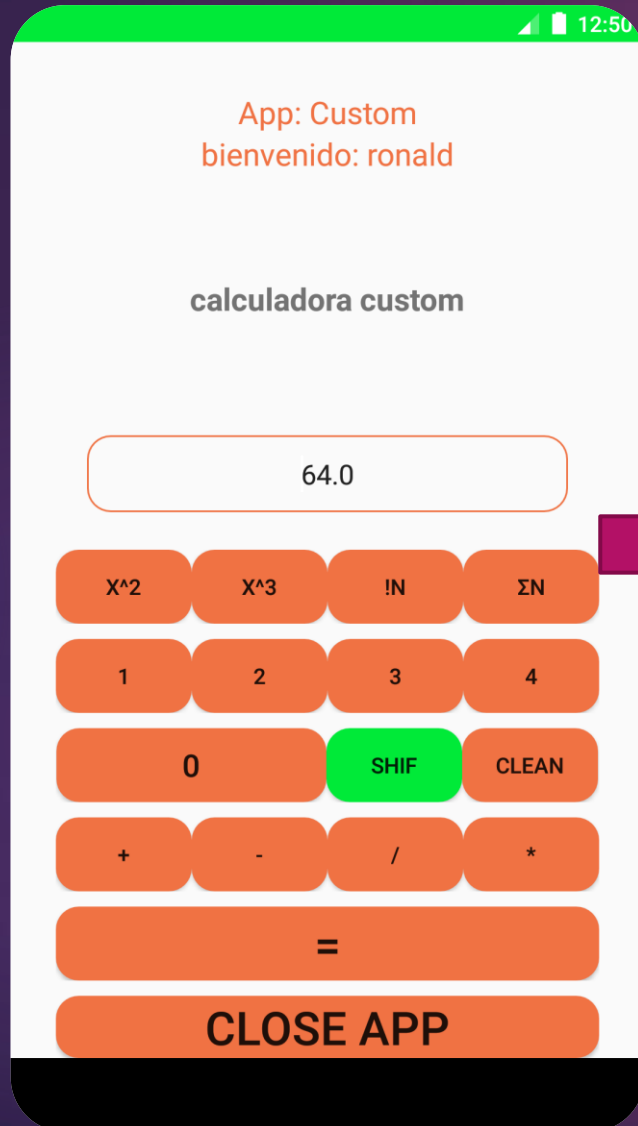 12:50
App: Custom
bienvenido: ronald
calculadora custom
64.0
X^2 X^3 !N ΣN
1 2 3 4
0 SHIF CLEAN
+ - / *
=
CLOSE APP